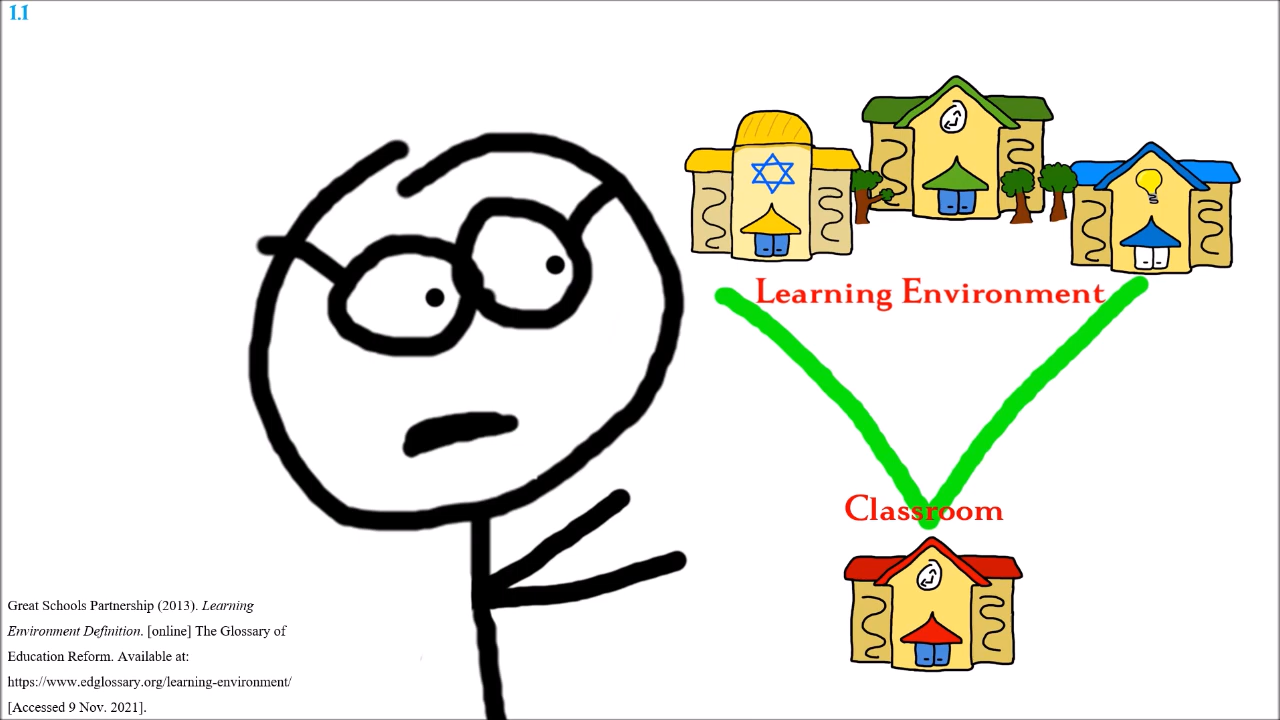 1.1
Learning Environment
Classroom
Great Schools Partnership (2013). Learning
Environment Definition. [online] The Glossary of
Education Reform. Available at:
https://www.edglossary.org/learning-environment/
[Accessed 9 Nov. 2021].